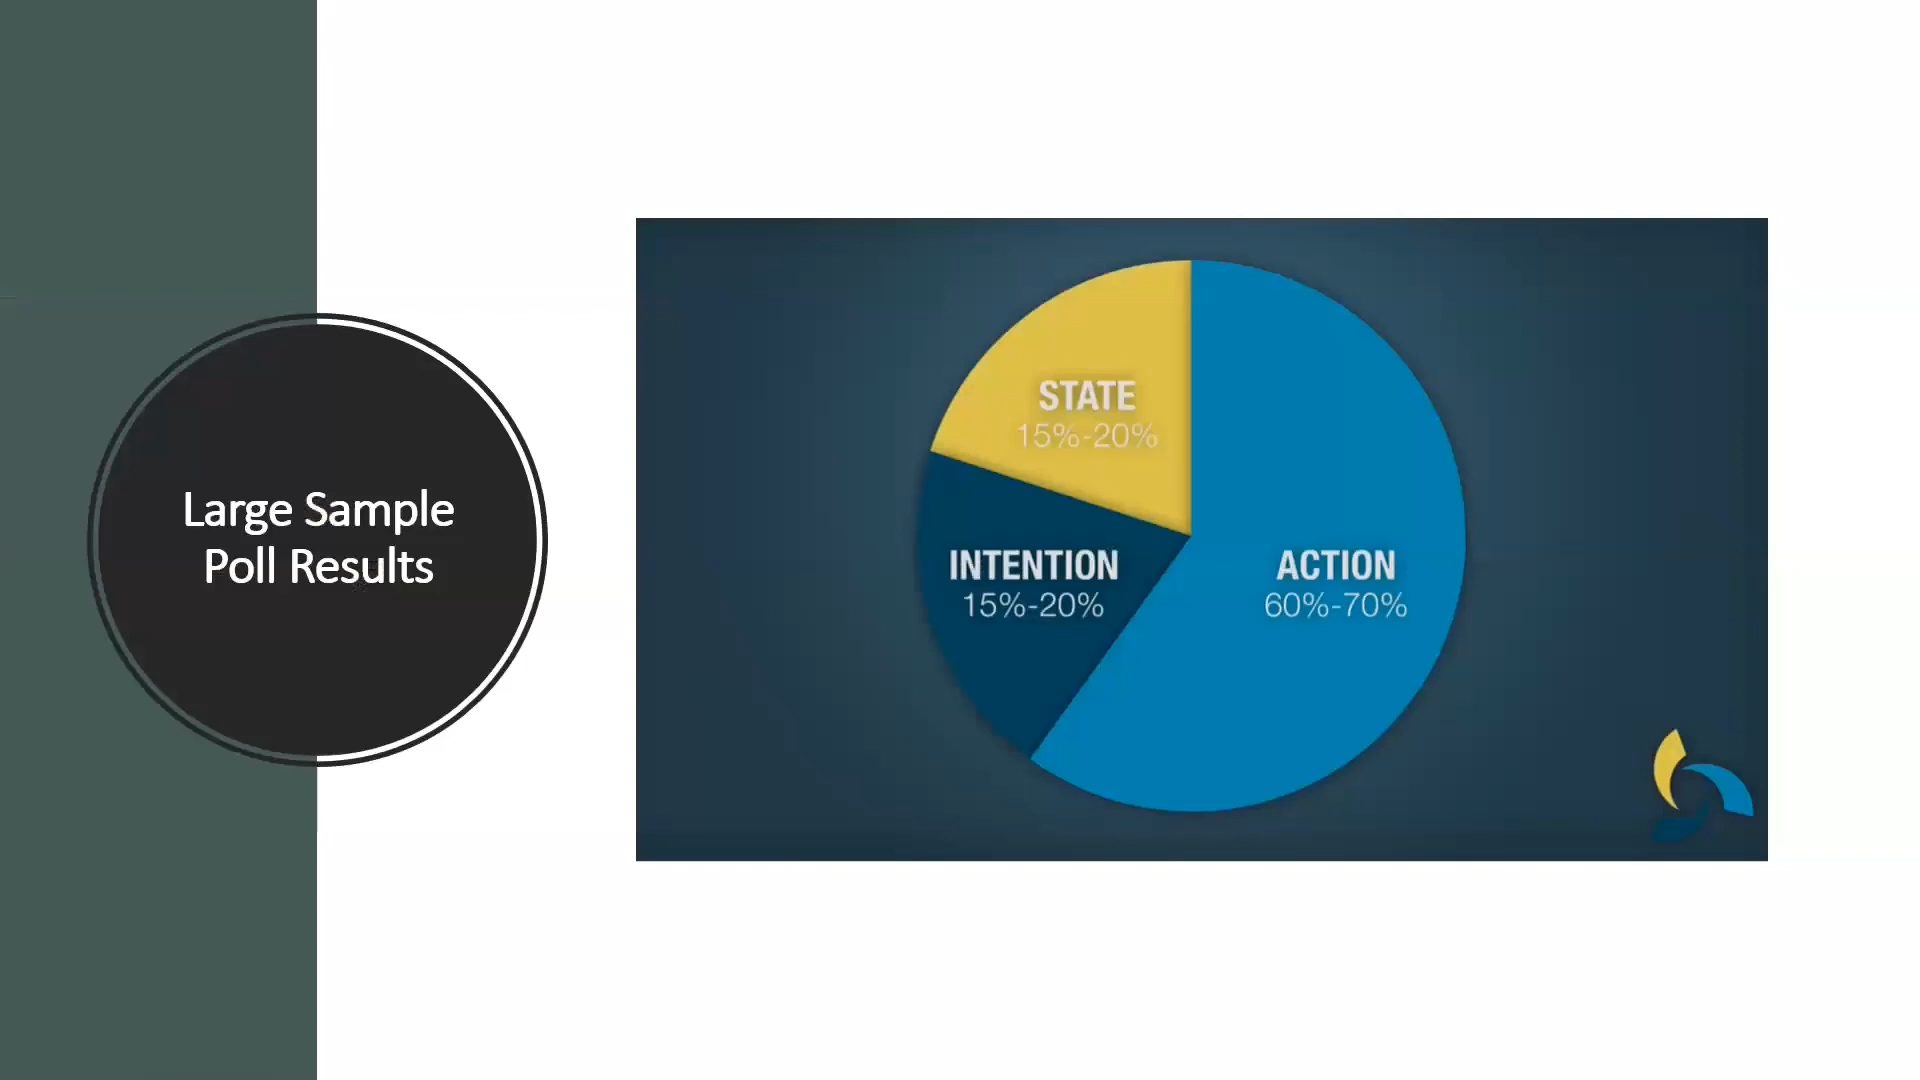 Large Sample
Poll Results
STATE
15%-20%
INTENTION
15%-20%
ACTION
60%-70%